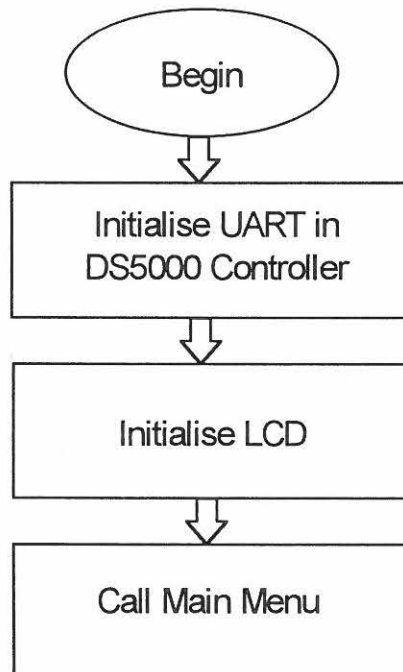 Begin
Initialise UART in
DS5000 Controller
Initialise LCD
Call Main Menu